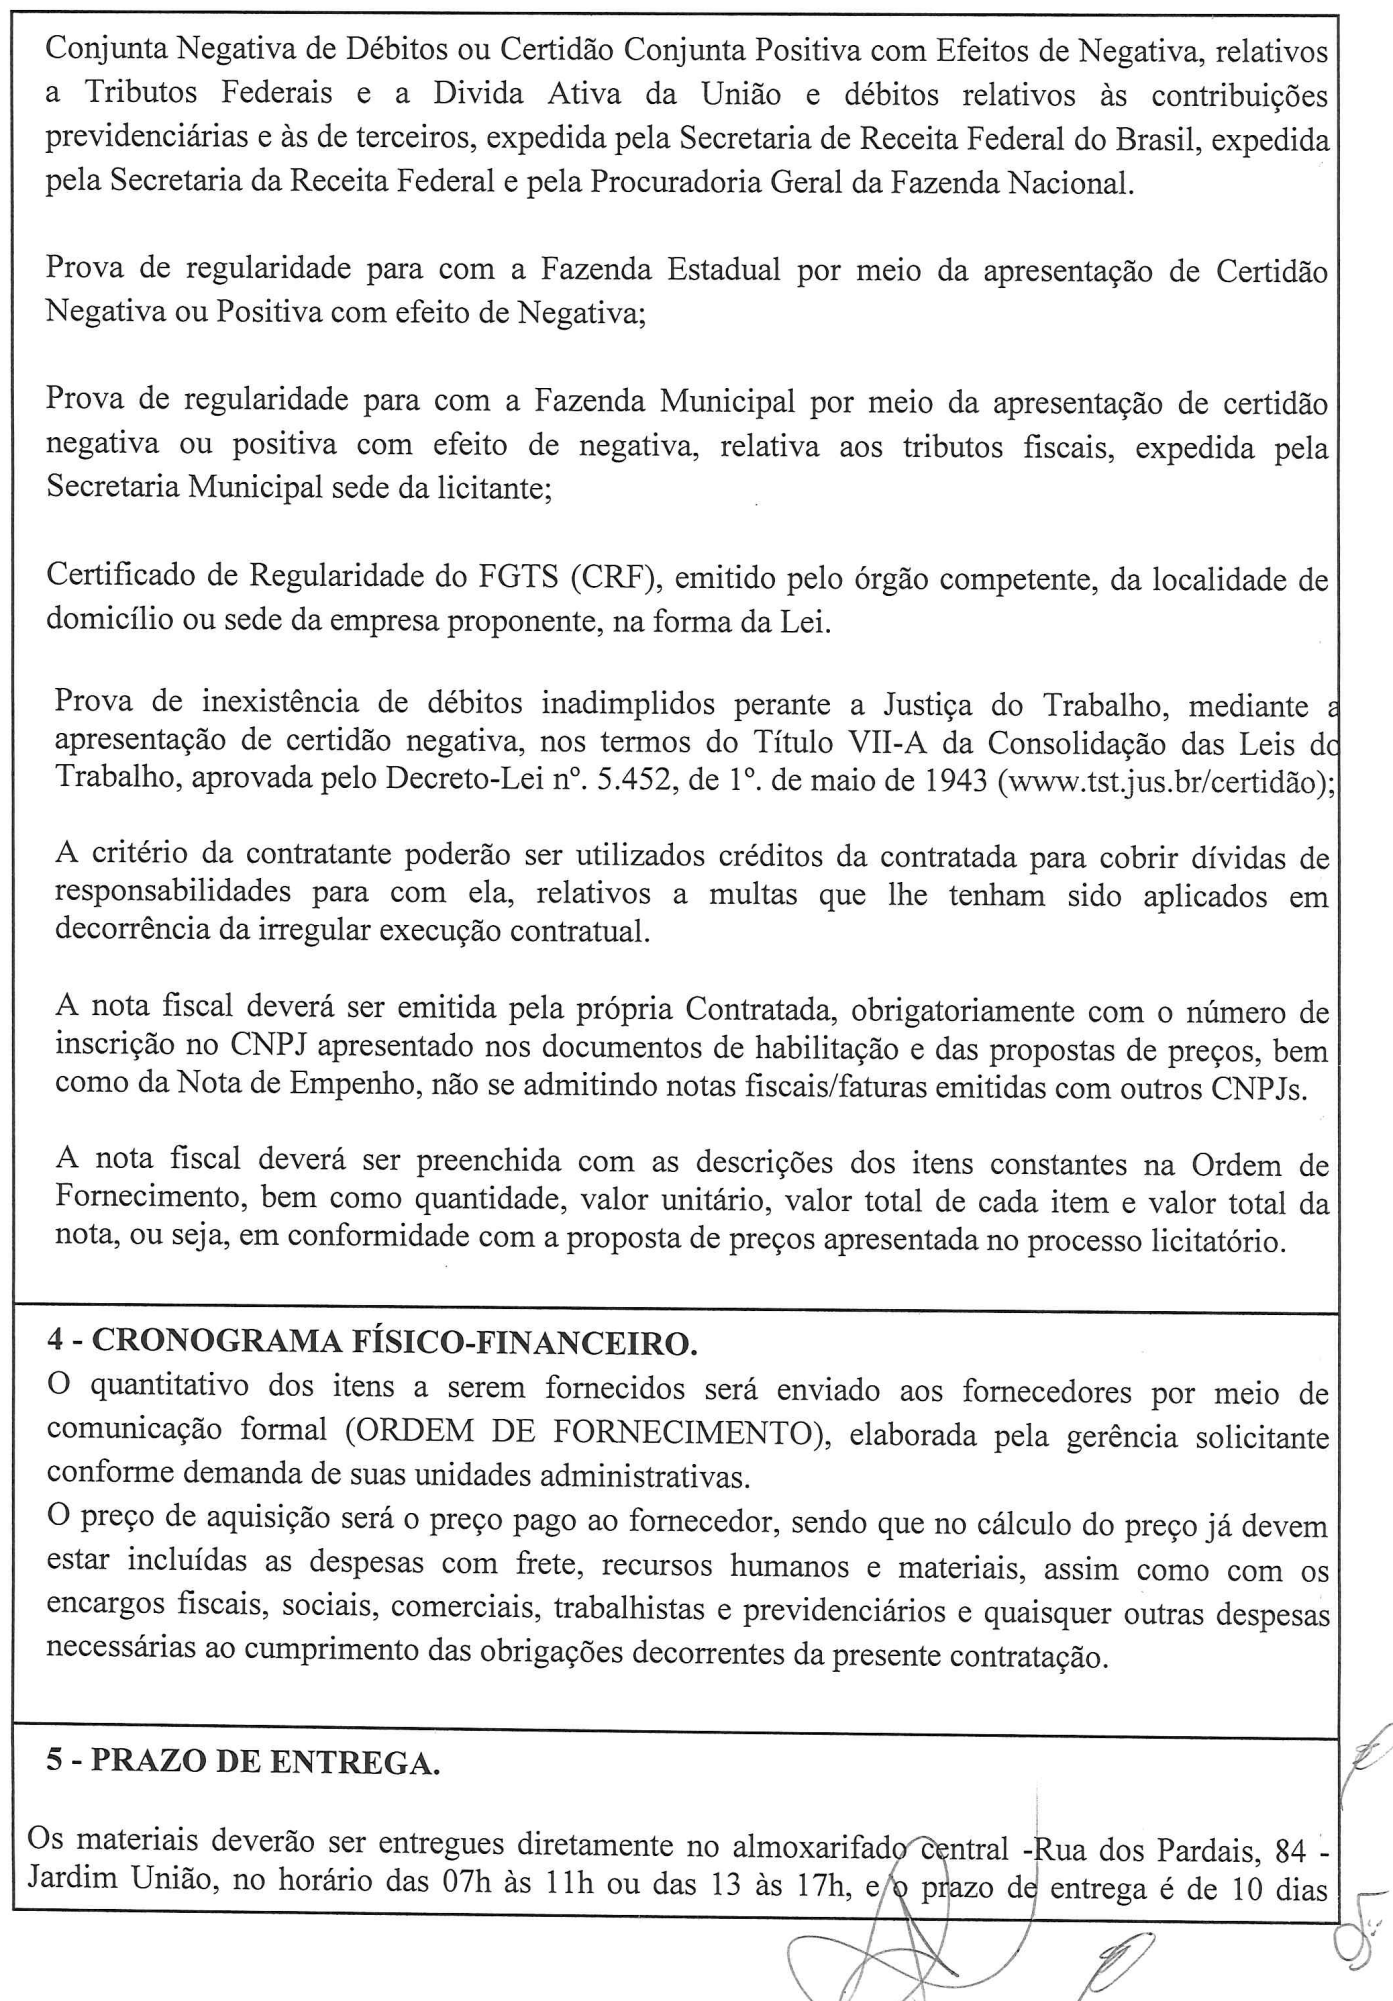 Conjunta Negativa de Débitos ou Certidão Conjunta Positiva com Efeitos de Negativa, relativos
a Tributos Federais e a Divida Ativa da União e débitos relativos às contribuições
previdenciárias e às de terceiros, expedida pela Secretaria de Receita Federal do Brasil, expedida
pela Secretaria da Receita Federal e pela Procuradoria Geral da Fazenda Nacional.
Prova de regularidade para com a Fazenda Estadual por meio da apresentação de Certidão
Negativa ou Positiva com efeito de Negativa;
Prova de regularidade para com a Fazenda Municipal por meio da apresentação de certidão
negativa ou positiva com efeito de negativa, relativa aos tributos fiscais, expedida pela
Secretaria Municipal sede da licitante;
Certificado de Regularidade do FGTS (CRF), emitido pelo órgão competente, da localidade de
domicílio ou sede da empresa proponente, na forma da Lei.
Prova de inexistência de débitos inadimplidos perante a Justiça do Trabalho, mediante a
apresentação de certidão negativa, nos termos do Título VII-A da Consolidação das Leis do
Trabalho, aprovada pelo Decreto-Lei nº. 5.452, de 1º. de maio de 1943 (www.tst.jus.br/certidão);
A critério da contratante poderão ser utilizados créditos da contratada para cobrir dívidas de
responsabilidades para com ela, relativos a multas que lhe tenham sido aplicados em
decorrência da irregular execução contratual.
A nota fiscal deverá ser emitida pela própria Contratada, obrigatoriamente com o número de
inscrição no CNPJ apresentado nos documentos de habilitação e das propostas de preços, bem
como da Nota de Empenho, não se admitindo notas fiscais/faturas emitidas com outros CNPJs.
A nota fiscal deverá ser preenchida com as descrições dos itens constantes na Ordem de
Fornecimento, bem como quantidade, valor unitário, valor total de cada item e valor total da
nota, ou seja, em conformidade com a proposta de preços apresentada no processo licitatório.
4 - CRONOGRAMA FÍSICO-FINANCEIRO.
O quantitativo dos itens a serem fornecidos será enviado aos fornecedores por meio de
comunicação formal (ORDEM DE FORNECIMENTO), elaborada pela gerência solicitante
conforme demanda de suas unidades administrativas.
O preço de aquisição será o preço pago ao fornecedor, sendo que no cálculo do preço já devem
estar incluídas as despesas com frete, recursos humanos e materiais, assim como com os
encargos fiscais, sociais, comerciais, trabalhistas e previdenciários e quaisquer outras despesas
necessárias ao cumprimento das obrigações decorrentes da presente contratação.
5 - PRAZO DE ENTREGA.
Os materiais deverão ser entregues diretamente no almoxarifado central -Rua dos Pardais, 84 -
Jardim União, no horário das 07h às 11h ou das 13 às 17h, e o prazo de entrega é de 10 dias